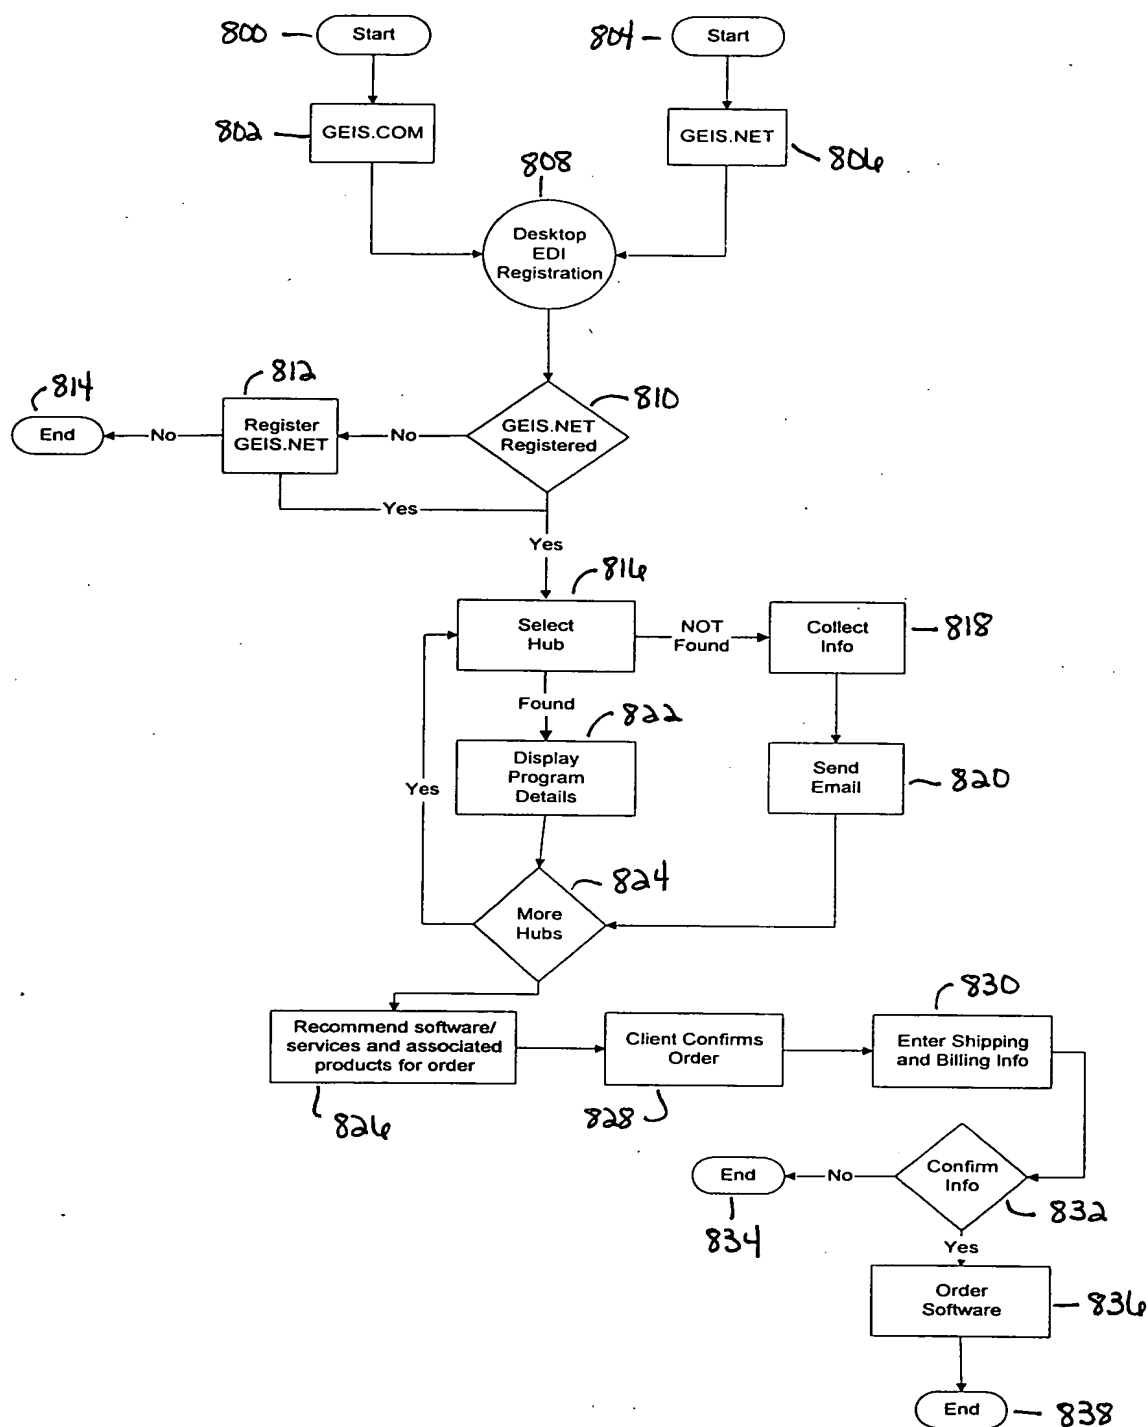 800
Start
804
Start
802
GEIS.COM
GEIS.NET
806
808
Desktop
EDI
Registration
812
814
810
End
No
Register
GEIS.NET
No
GEIS.NET
Registered
Yes
Yes
816
Select
Hub
NOT
Found
Collect
Info
818
Found
822
Yes
Display
Program
Details
Send
Email
820
824
More
Hubs
830
Recommend software/
services and associated
products for order
Client Confirms
Order
Enter Shipping
and Billing Info
826
828
End
No
Confirm
Info
832
834
Yes
Order
Software
836
End
838